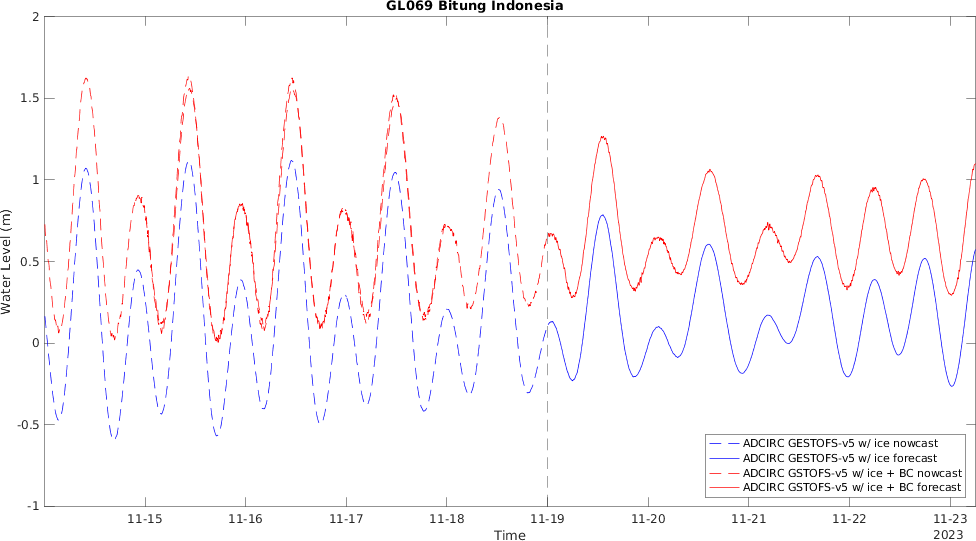 GL069 Bitung Indonesia
2
1.5
1
0.5
0
-0.5
-1
Water Level (m)
ADCIRC GESTOFS-v5 w/ ice nowcast
ADCIRC GESTOFS-v5 w/ ice forecast
ADCIRC GSTOFS-v5 w/ ice + BC nowcast
ADCIRC GSTOFS-v5 w/ ice + BC forecast
11-15 11-16 11-17 11-18 11-19 11-20 11-21 11-22 11-23
2023
Time